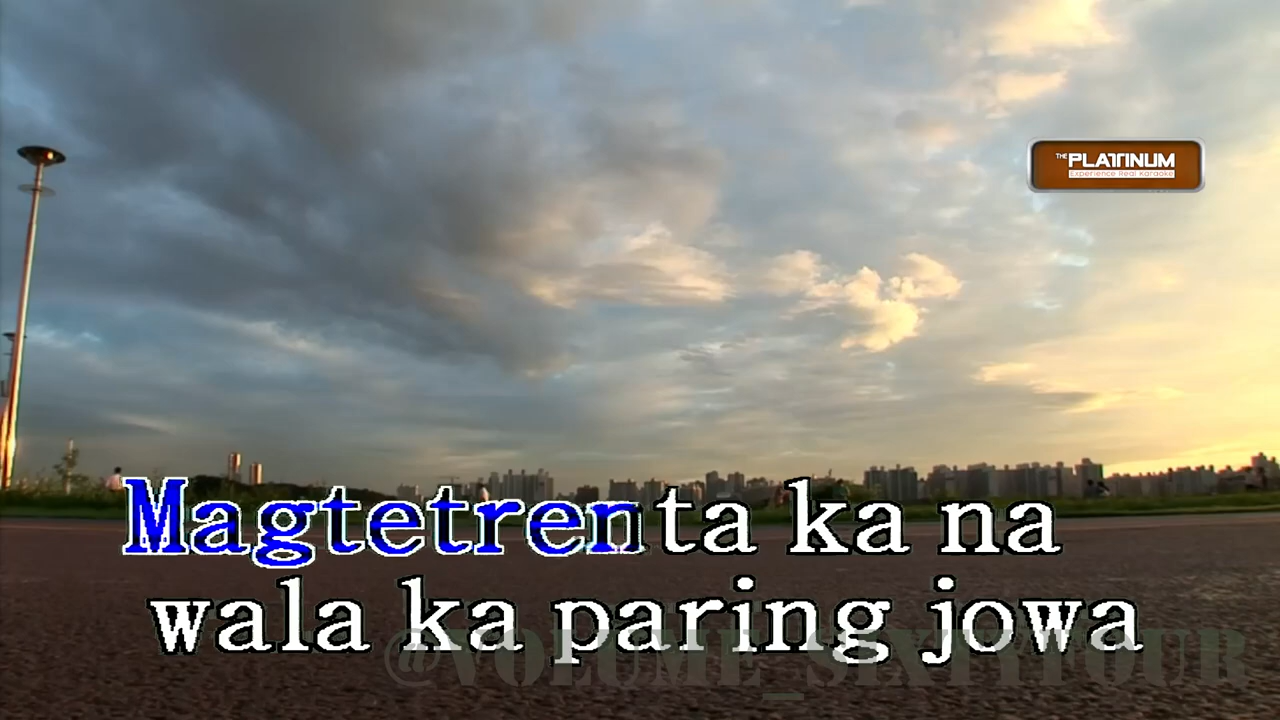 THE PLATINUM
Experience Real Karaoke
Magtetrenta ka na
wala ka paring jowa
@VOLUME_SIXTYFOUR